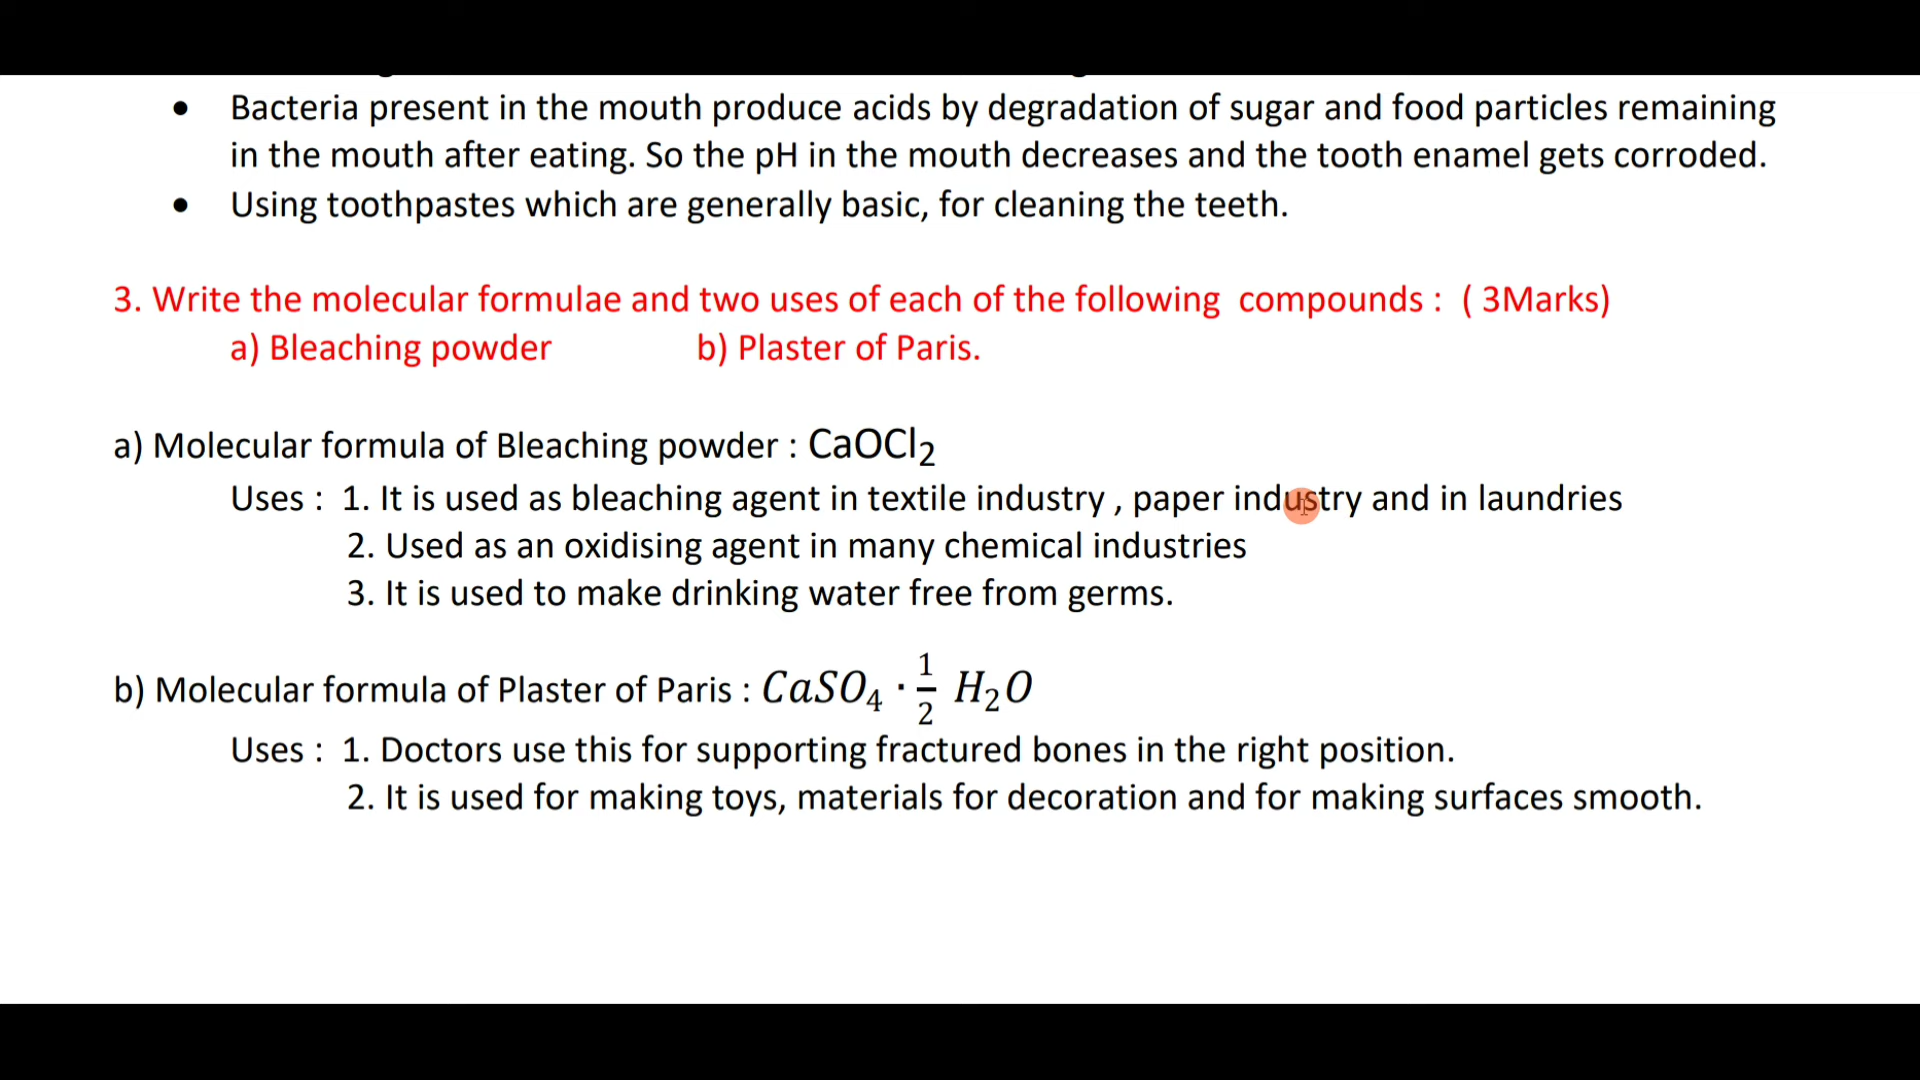 • Bacteria present in the mouth produce acids by degradation of sugar and food particles remaining
in the mouth after eating. So the pH in the mouth decreases and the tooth enamel gets corroded.
• Using toothpastes which are generally basic, for cleaning the teeth.
3. Write the molecular formulae and two uses of each of the following compounds : ( 3Marks)
a) Bleaching powder b) Plaster of Paris.
a) Molecular formula of Bleaching powder : CaOCl₂
Uses : 1. It is used as bleaching agent in textile industry , paper industry and in laundries
2. Used as an oxidising agent in many chemical industries
3. It is used to make drinking water free from germs.
b) Molecular formula of Plaster of Paris : CaSO₄ · ½ H₂O
Uses : 1. Doctors use this for supporting fractured bones in the right position.
2. It is used for making toys, materials for decoration and for making surfaces smooth.